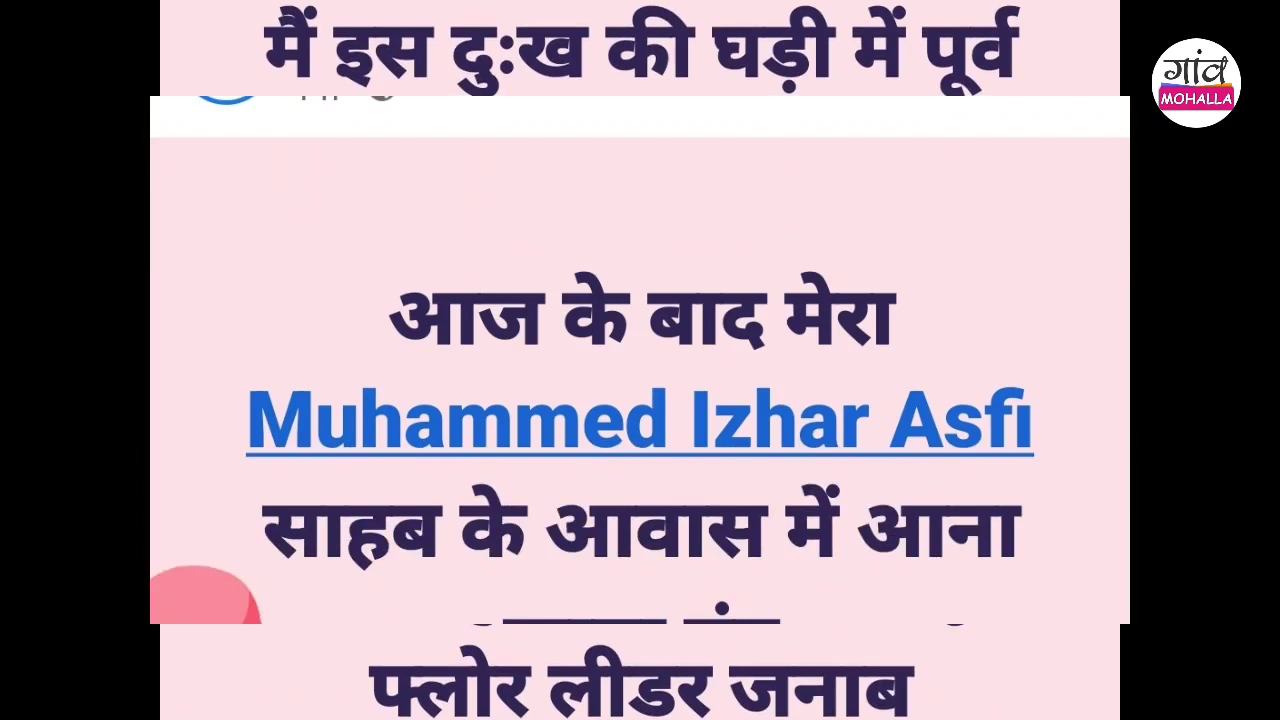 मैं इस दुःख की घड़ी में पूर्व
गांव
MOHALLA
आज के बाद मेरा
Muhammed Izhar Asfi
साहब के आवास में आना
फ्लोर लीडर जनाब